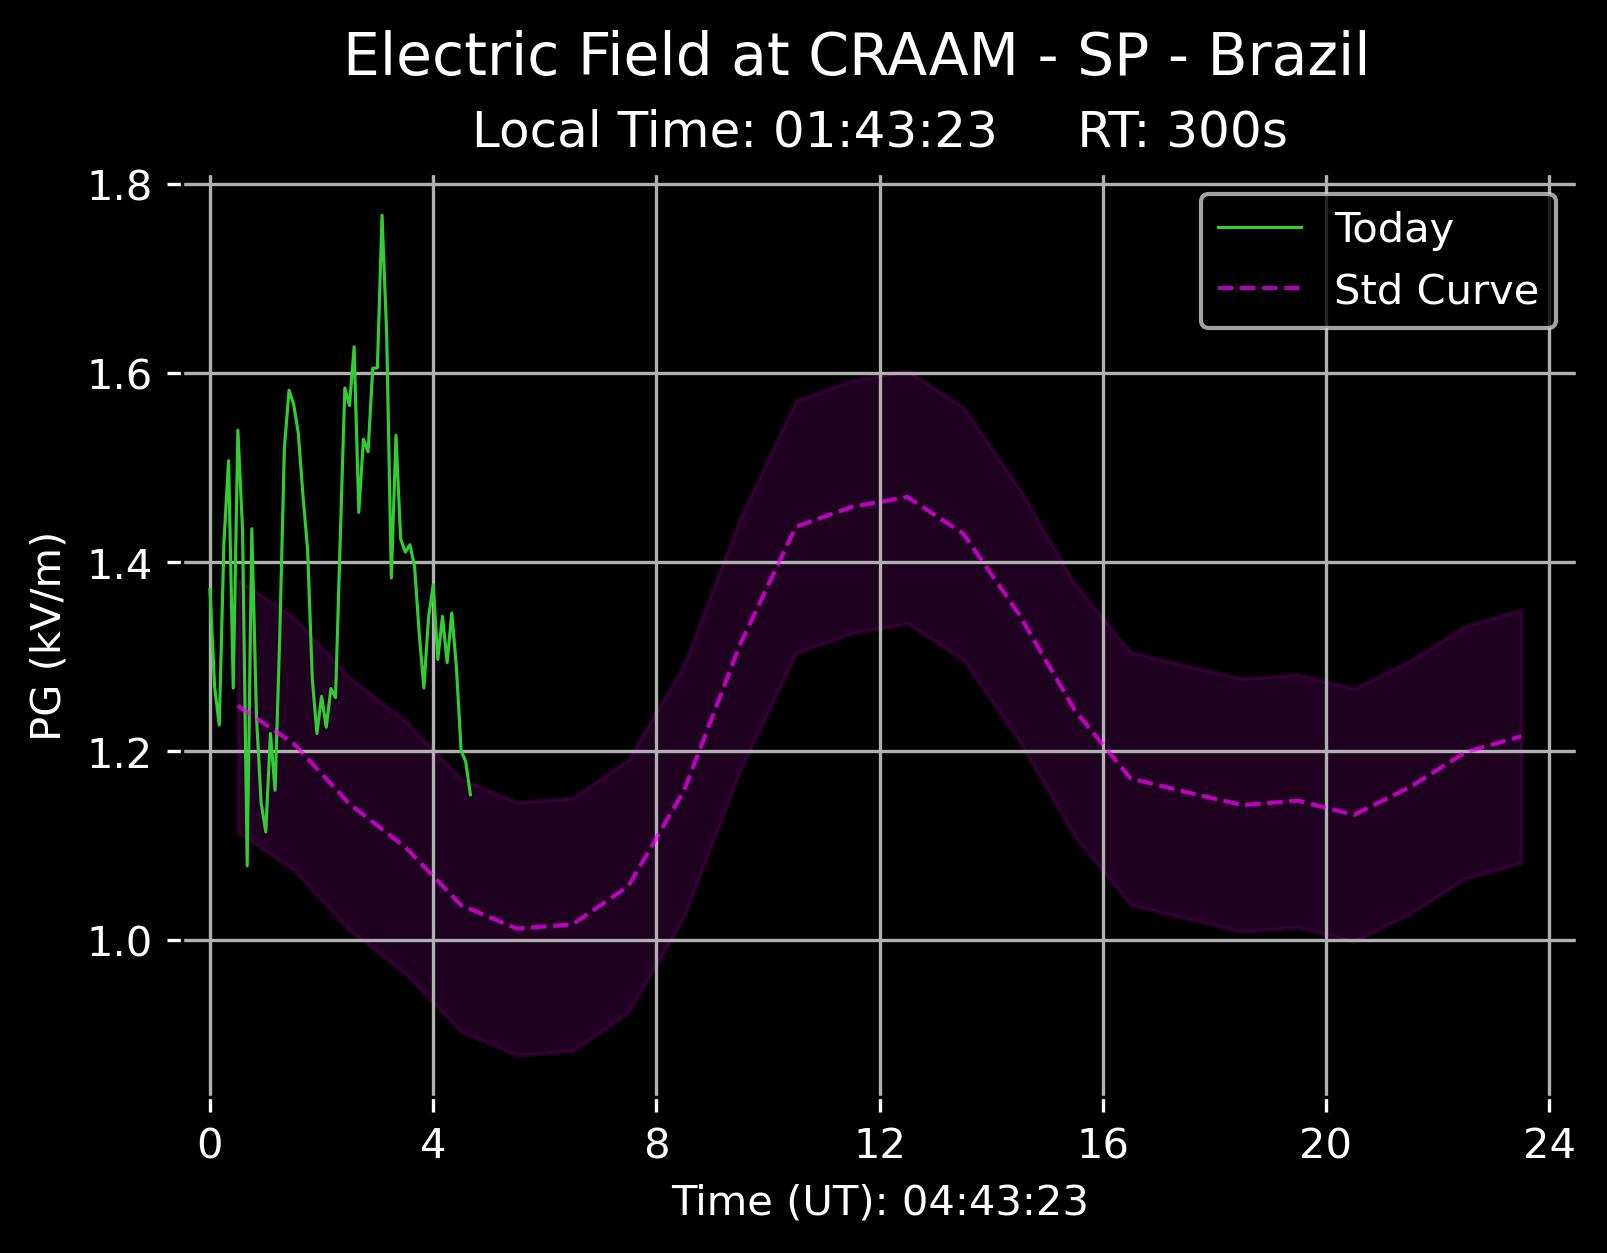 Electric Field at CRAAM - SP - Brazil
Local Time: 01:43:23 RT: 300s
Today
Std Curve
PG (kV/m)
1.8
1.6
1.4
1.2
1.0
0 4 8 12 16 20 24
Time (UT): 04:43:23